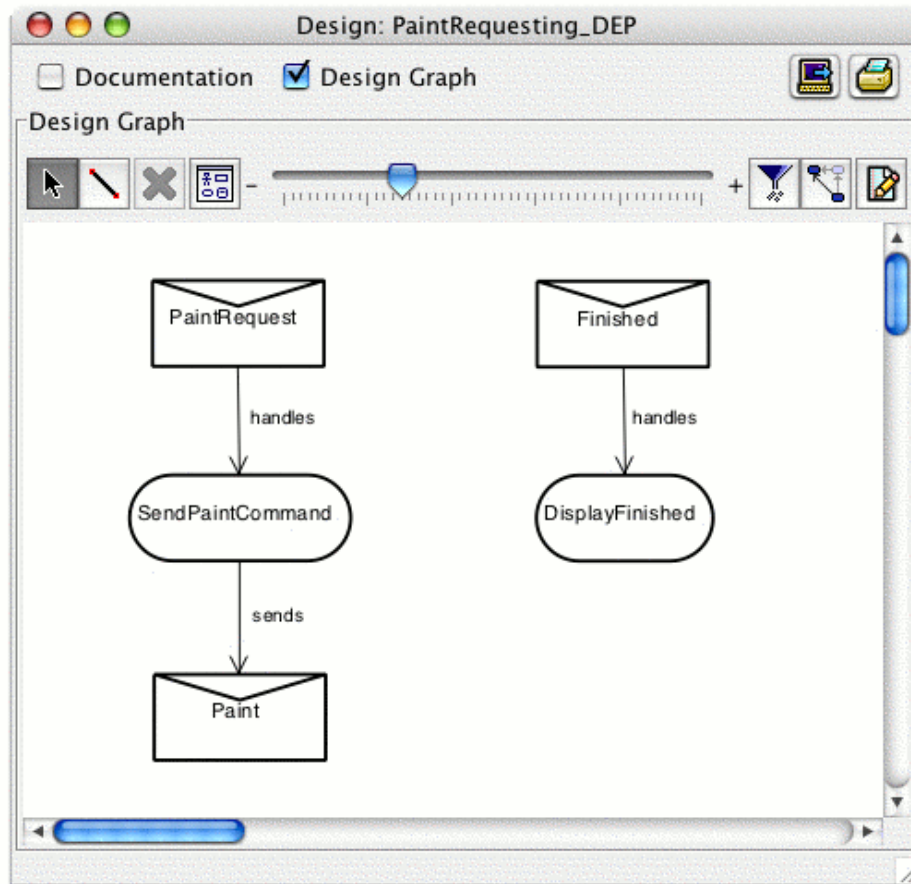 Design: PaintRequesting_DEP
Documentation Design Graph
Design Graph
- +
PaintRequest
Finished
handles
handles
SendPaintCommand
DisplayFinished
sends
Paint